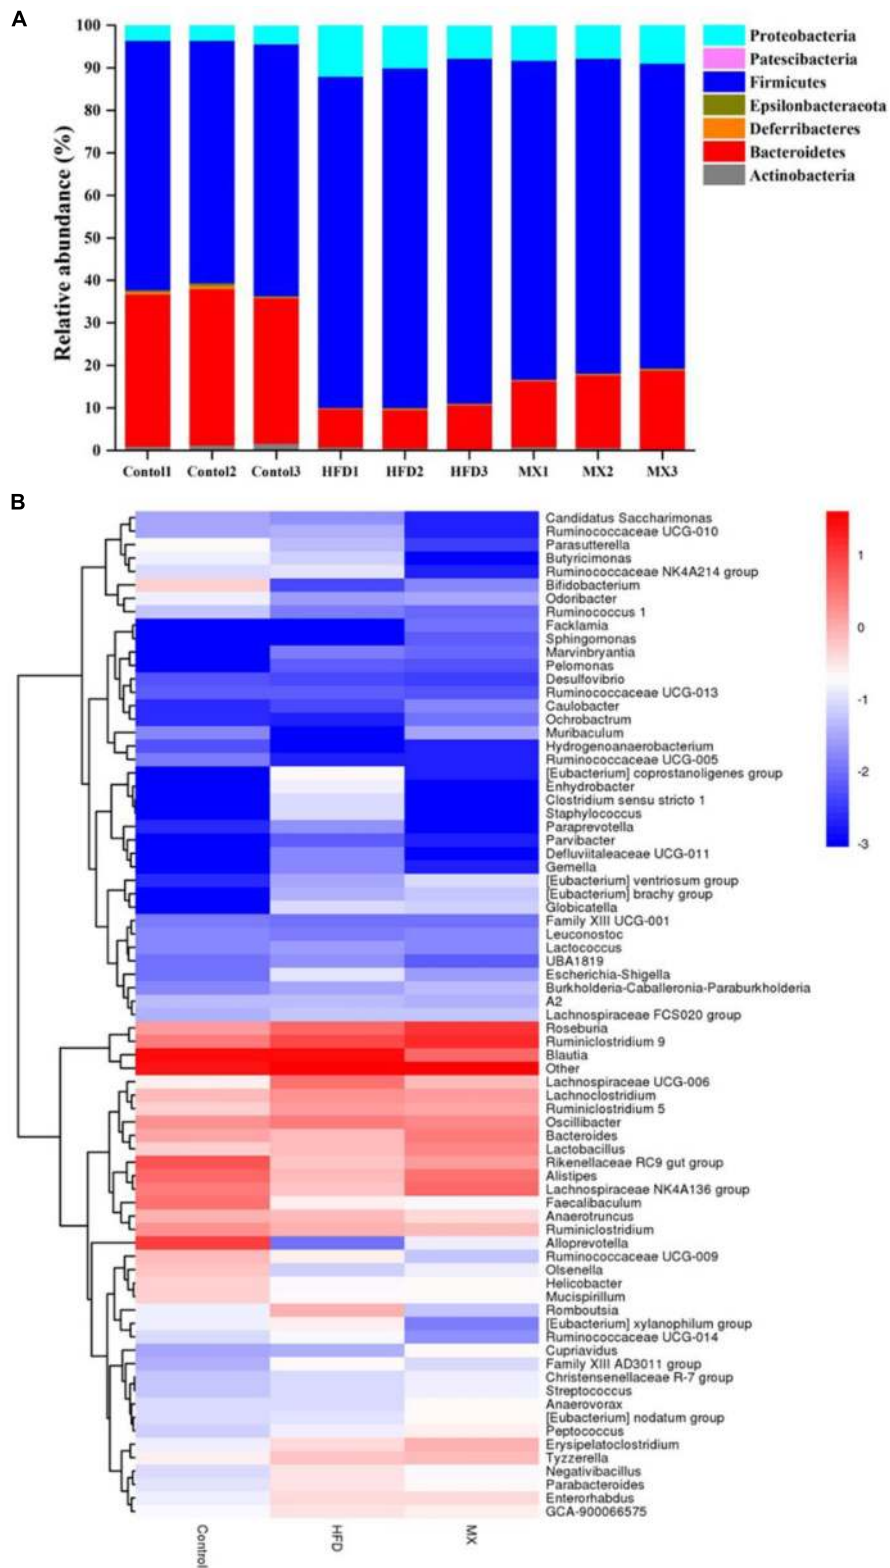 A
Relative abundance (%)
100
90
80
70
60
50
40
30
20
10
0
Contol1 Contol2 Contol3 HFD1 HFD2 HFD3 MX1 MX2 MX3
Proteobacteria
Patescibacteria
Firmicutes
Epsilonbacteraeota
Deferribacteres
Bacteroidetes
Actinobacteria
B
Candidatus Saccharimonas
Ruminococcaceae UCG-010
Parasutterella
Butyricimonas
Ruminococcaceae NK4A214 group
Bifidobacterium
Odoribacter
Ruminococcus 1
Facklamia
Sphingomonas
Marvinbryantia
Pelomonas
Desulfovibrio
Ruminococcaceae UCG-013
Caulobacter
Ochrobactrum
Muribaculum
Hydrogenoanaerobacterium
Ruminococcaceae UCG-005
[Eubacterium] coprostanoligenes group
Enhydrobacter
Clostridium sensu stricto 1
Staphylococcus
Paraprevotella
Parvibacter
Defluviitaleaceae UCG-011
Gemella
[Eubacterium] ventriosum group
[Eubacterium] brachy group
Globicatella
Family XIII UCG-001
Leuconostoc
Lactococcus
UBA1819
Escherichia-Shigella
Burkholderia-Caballeronia-Paraburkholderia
A2
Lachnospiraceae FCS020 group
Roseburia
Ruminiclostridium 9
Blautia
Other
Lachnospiraceae UCG-006
Lachnoclostridium
Ruminiclostridium 5
Oscillibacter
Bacteroides
Lactobacillus
Rikenellaceae RC9 gut group
Alistipes
Lachnospiraceae NK4A136 group
Faecalibaculum
Anaerotruncus
Ruminiclostridium
Alloprevotella
Ruminococcaceae UCG-009
Olsenella
Helicobacter
Mucispirillum
Romboutsia
[Eubacterium] xylanophilum group
Ruminococcaceae UCG-014
Cupriavidus
Family XIII AD3011 group
Christensenellaceae R-7 group
Streptococcus
Anaerovorax
[Eubacterium] nodatum group
Peptococcus
Erysipelatoclostridium
Tyzzerella
Negativibacillus
Parabacteroides
Enterorhabdus
GCA-900066575
Control HFD MX
1
0
-1
-2
-3